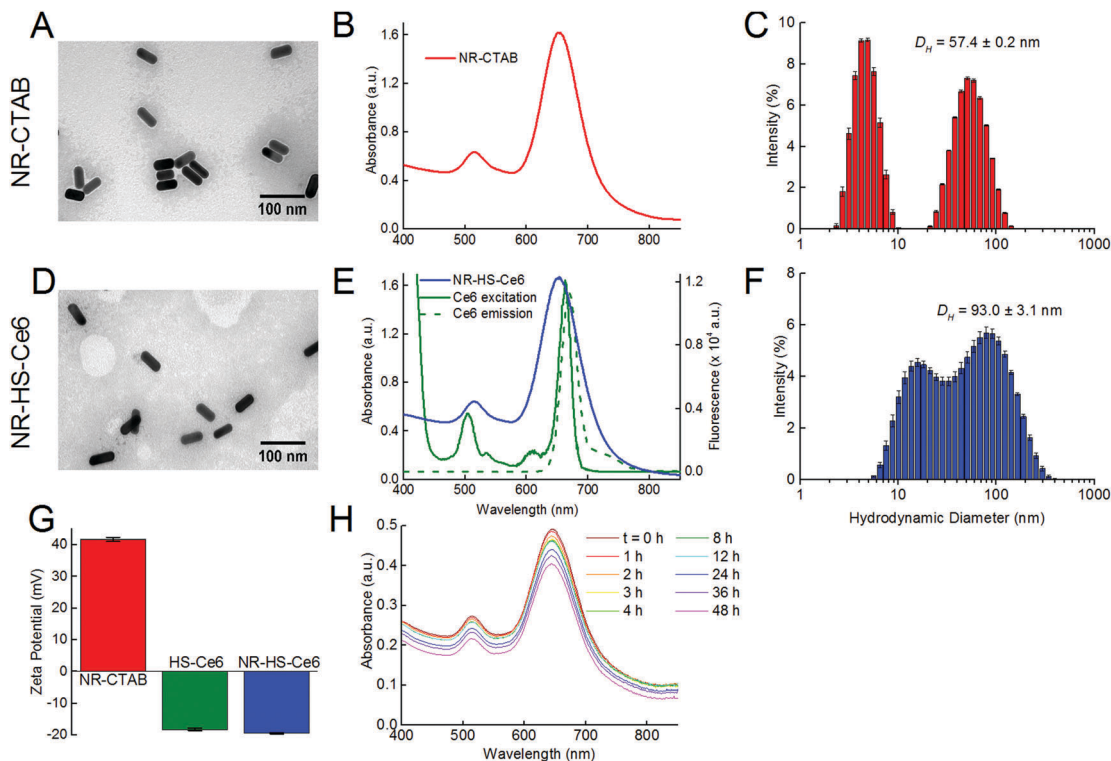 A
NR-CTAB
100 nm
B
Absorbance (a.u.)
1.6
1.2
0.8
0.4
0.0
NR-CTAB
400 500 600 700 800
C
Intensity (%)
10
8
6
4
2
0
D_H = 57.4 ± 0.2 nm
1 10 100 1000
D
NR-HS-Ce6
100 nm
E
Absorbance (a.u.)
1.6
1.2
0.8
0.4
0.0
NR-HS-Ce6
Ce6 excitation
Ce6 emission
1.2
0.8
0.4
0.0
Fluorescence (x 10⁴ a.u.)
400 500 600 700 800
Wavelength (nm)
F
Intensity (%)
8
6
4
2
0
D_H = 93.0 ± 3.1 nm
1 10 100 1000
Hydrodynamic Diameter (nm)
G
Zeta Potential (mV)
40
30
20
10
0
-10
-20
NR-CTAB
HS-Ce6
NR-HS-Ce6
H
Absorbance (a.u.)
0.5
0.4
0.3
0.2
0.1
0.0
t = 0 h
1 h
2 h
3 h
4 h
8 h
12 h
24 h
36 h
48 h
400 500 600 700 800
Wavelength (nm)